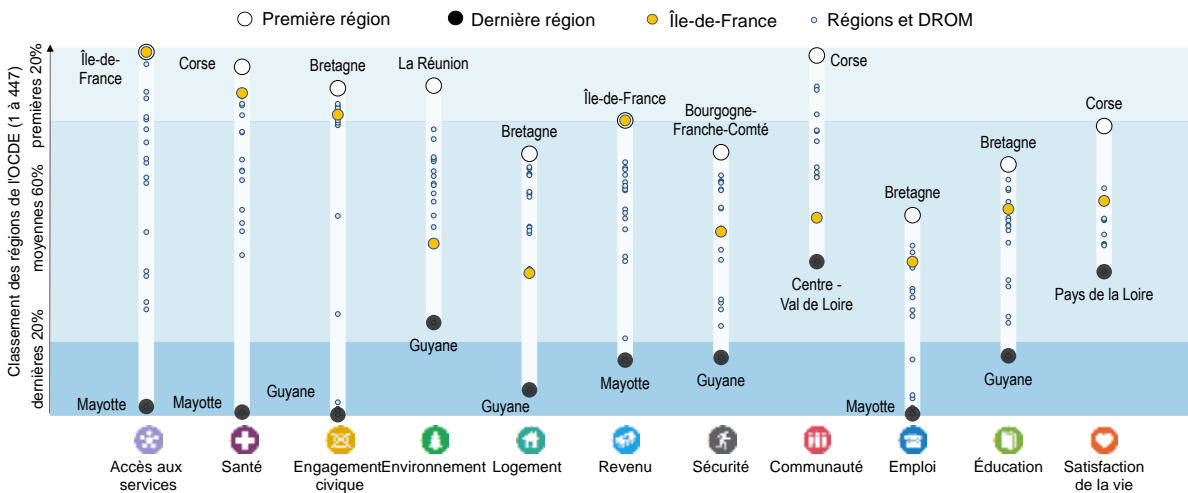 Première région
Dernière région
Île-de-France
Régions et DROM
Classement des régions de l'OCDE (1 à 447)
dernières 20% moyennes 60% premières 20%
Île-de-
France
Mayotte
Corse
Mayotte
Bretagne
Guyane
La Réunion
Guyane
Bretagne
Guyane
Île-de-France
Mayotte
Bourgogne-
Franche-Comté
Guyane
Corse
Centre -
Val de Loire
Bretagne
Mayotte
Bretagne
Guyane
Corse
Pays de la Loire
Accès aux
services
Santé
Engagement
civique
Environnement
Logement
Revenu
Sécurité
Communauté
Emploi
Éducation
Satisfaction
de la vie